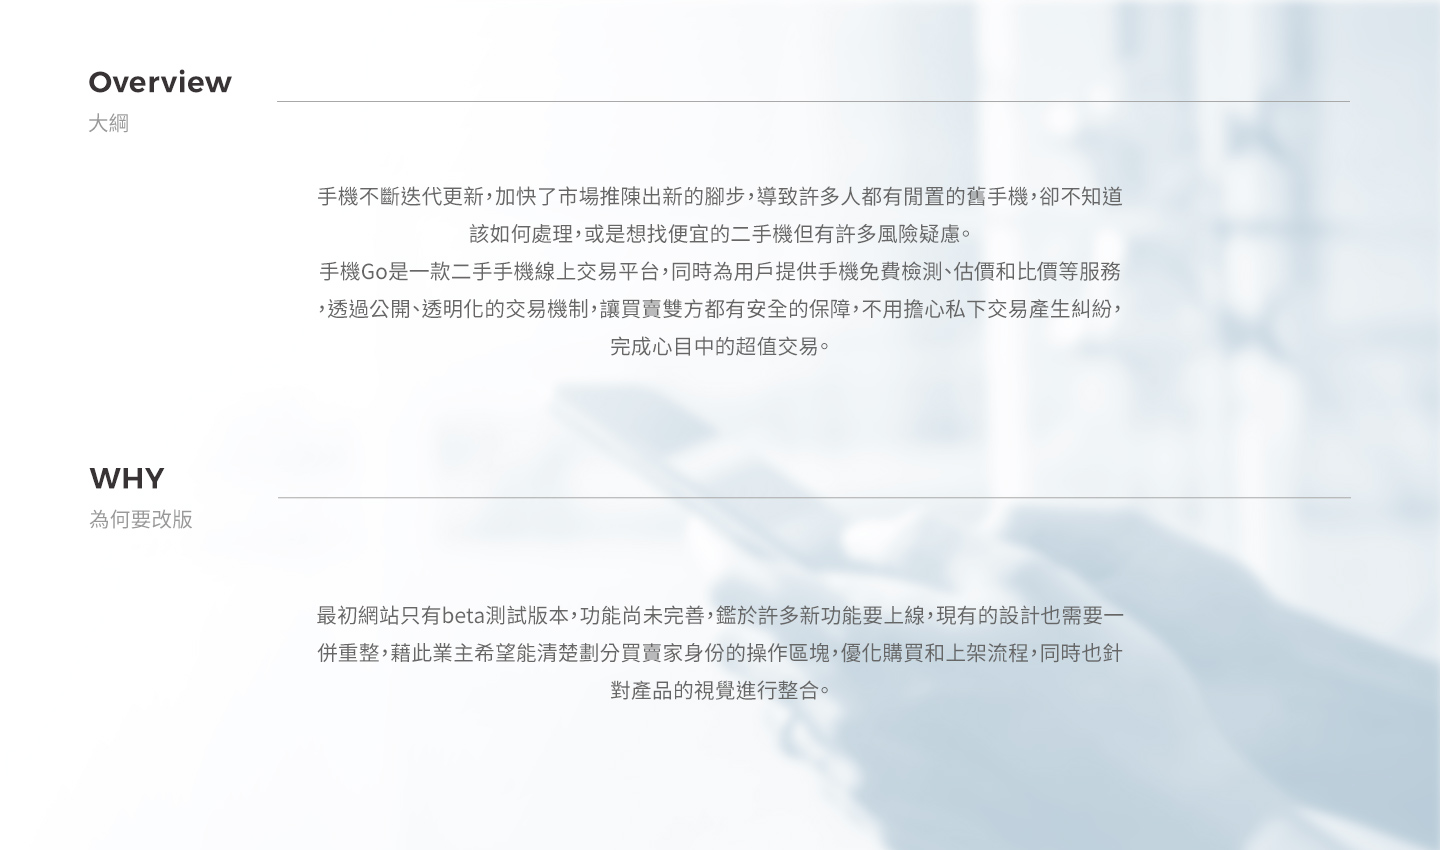 Overview
大綱
手機不斷迭代更新，加快了市場推陳出新的腳步，導致許多人都有閒置的舊手機，卻不知道
該如何處理，或是想找便宜的二手機但有許多風險疑慮。
手機Go是一款二手手機線上交易平台，同時為用戶提供手機免費檢測、估價和比價等服務
，透過公開、透明化的交易機制，讓買賣雙方都有安全的保障，不用擔心私下交易產生糾紛，
完成心目中的超值交易。
WHY
為何要改版
最初網站只有beta測試版本，功能尚未完善，鑑於許多新功能要上線，現有的設計也需要一
併重整，藉此業主希望能清楚劃分買賣家身份的操作區塊，優化購買和上架流程，同時也針
對產品的視覺進行整合。